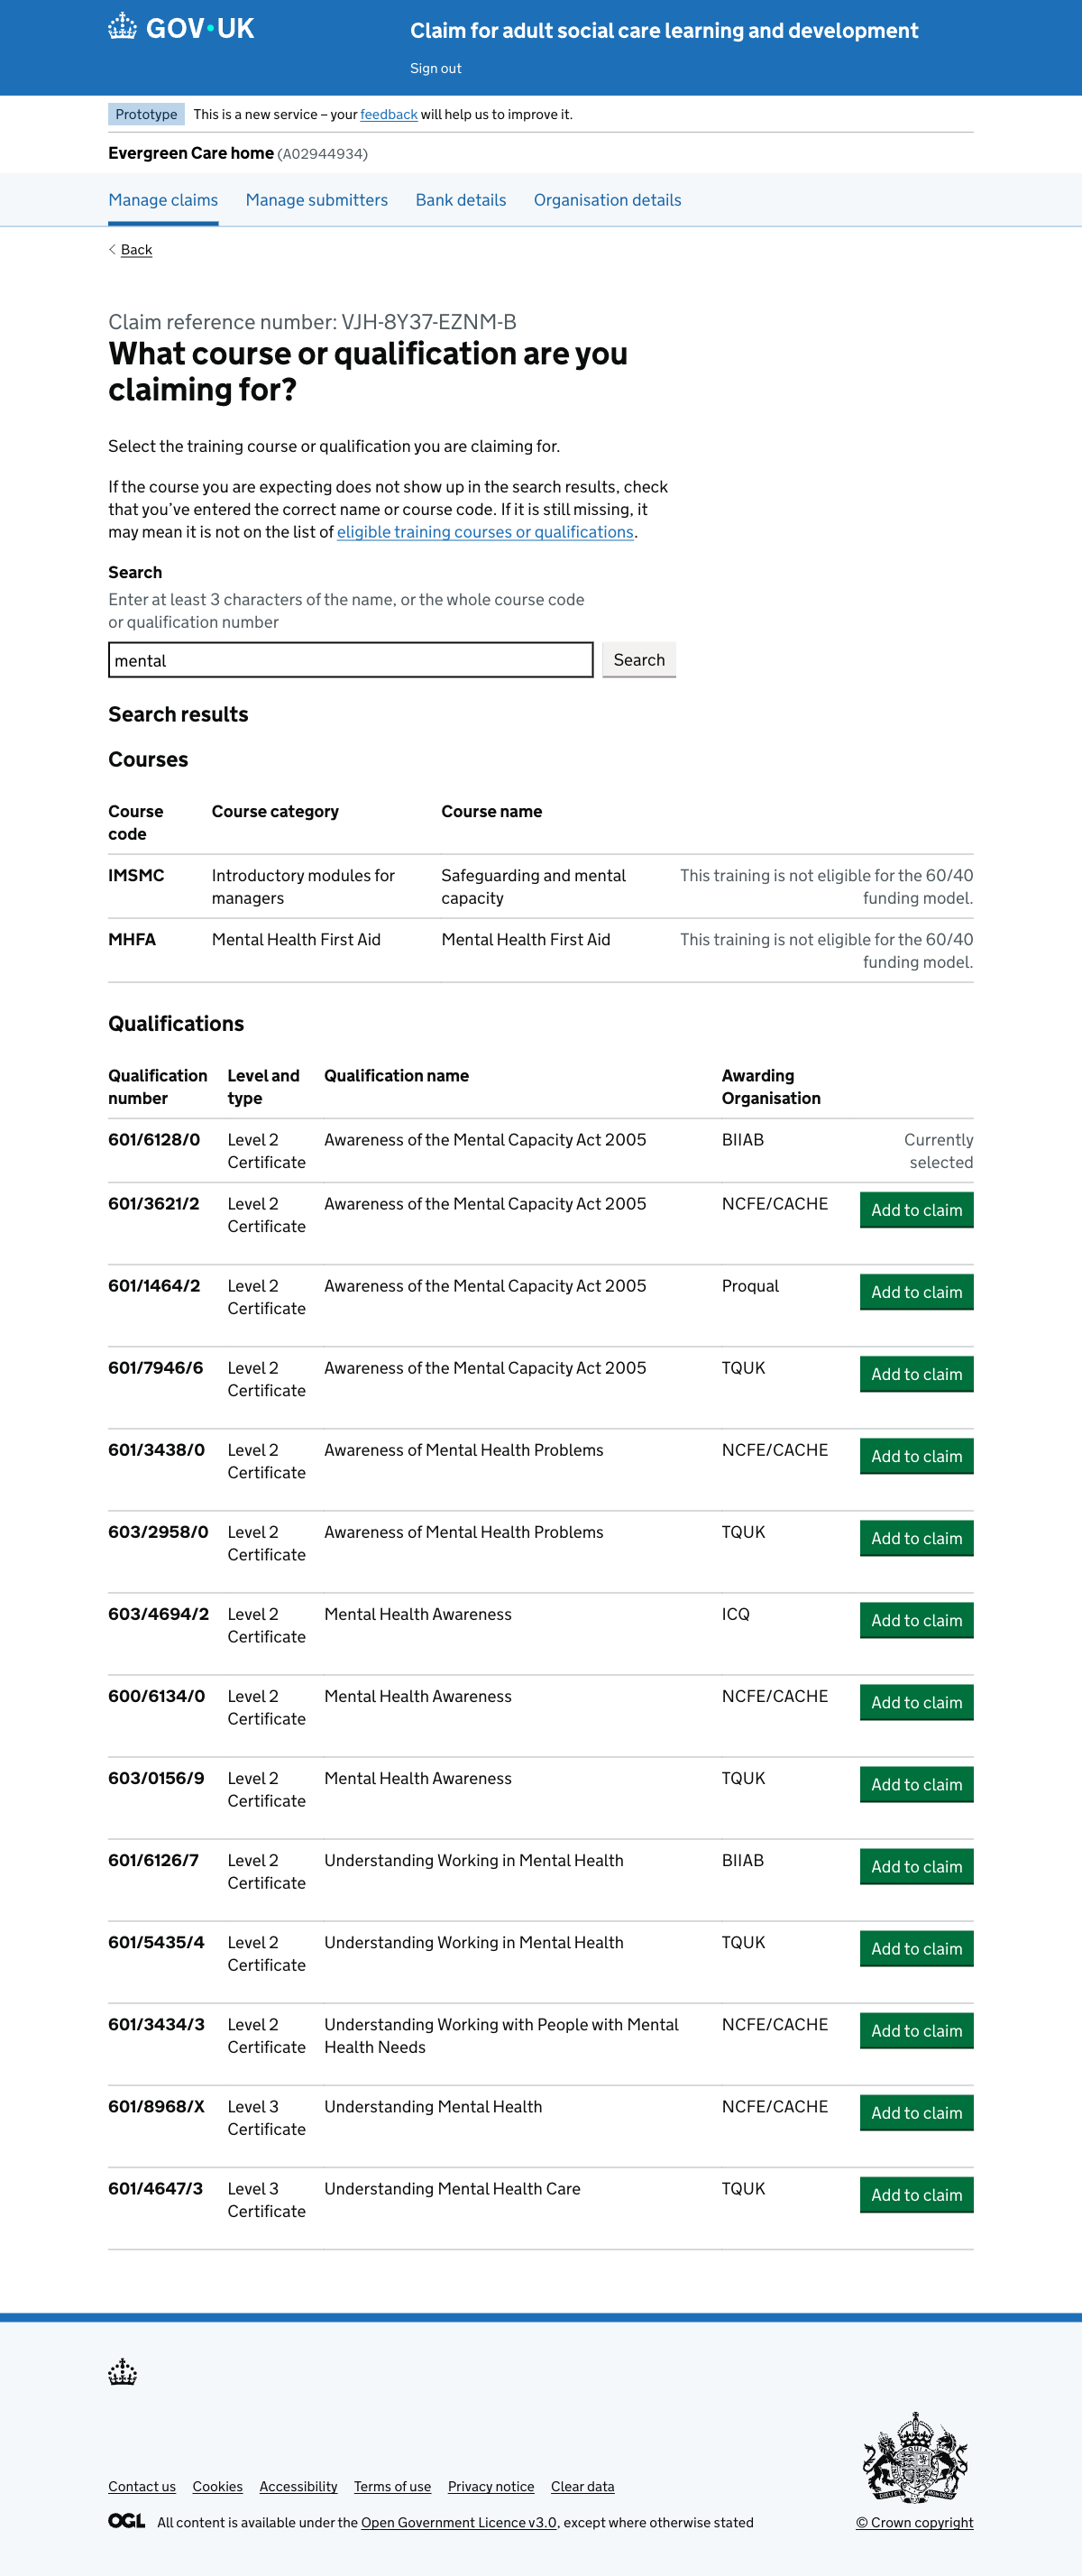 GOV·UK
Claim for adult social care learning and development
Sign out
Prototype This is a new service – your feedback will help us to improve it.
Evergreen Care home (A02944934)
Manage claims Manage submitters Bank details Organisation details
Back
Claim reference number: VJH-8Y37-EZNM-B
What course or qualification are you
claiming for?
Select the training course or qualification you are claiming for.
If the course you are expecting does not show up in the search results, check
that you’ve entered the correct name or course code. If it is still missing, it
may mean it is not on the list of eligible training courses or qualifications.
Search
Enter at least 3 characters of the name, or the whole course code
or qualification number
mental Search
Search results
Courses
Course Course category Course name
code
IMSMC Introductory modules for Safeguarding and mental This training is not eligible for the 60/40
managers capacity funding model.
MHFA Mental Health First Aid Mental Health First Aid This training is not eligible for the 60/40
funding model.
Qualifications
Qualification Level and Qualification name Awarding
number type Organisation
601/6128/0 Level 2 Awareness of the Mental Capacity Act 2005 BIIAB Currently
Certificate selected
601/3621/2 Level 2 Awareness of the Mental Capacity Act 2005 NCFE/CACHE Add to claim
Certificate
601/1464/2 Level 2 Awareness of the Mental Capacity Act 2005 Proqual Add to claim
Certificate
601/7946/6 Level 2 Awareness of the Mental Capacity Act 2005 TQUK Add to claim
Certificate
601/3438/0 Level 2 Awareness of Mental Health Problems NCFE/CACHE Add to claim
Certificate
603/2958/0 Level 2 Awareness of Mental Health Problems TQUK Add to claim
Certificate
603/4694/2 Level 2 Mental Health Awareness ICQ Add to claim
Certificate
600/6134/0 Level 2 Mental Health Awareness NCFE/CACHE Add to claim
Certificate
603/0156/9 Level 2 Mental Health Awareness TQUK Add to claim
Certificate
601/6126/7 Level 2 Understanding Working in Mental Health BIIAB Add to claim
Certificate
601/5435/4 Level 2 Understanding Working in Mental Health TQUK Add to claim
Certificate
601/3434/3 Level 2 Understanding Working with People with Mental NCFE/CACHE Add to claim
Certificate Health Needs
601/8968/X Level 3 Understanding Mental Health NCFE/CACHE Add to claim
Certificate
601/4647/3 Level 3 Understanding Mental Health Care TQUK Add to claim
Certificate
Contact us Cookies Accessibility Terms of use Privacy notice Clear data
OGL All content is available under the Open Government Licence v3.0, except where otherwise stated
© Crown copyright